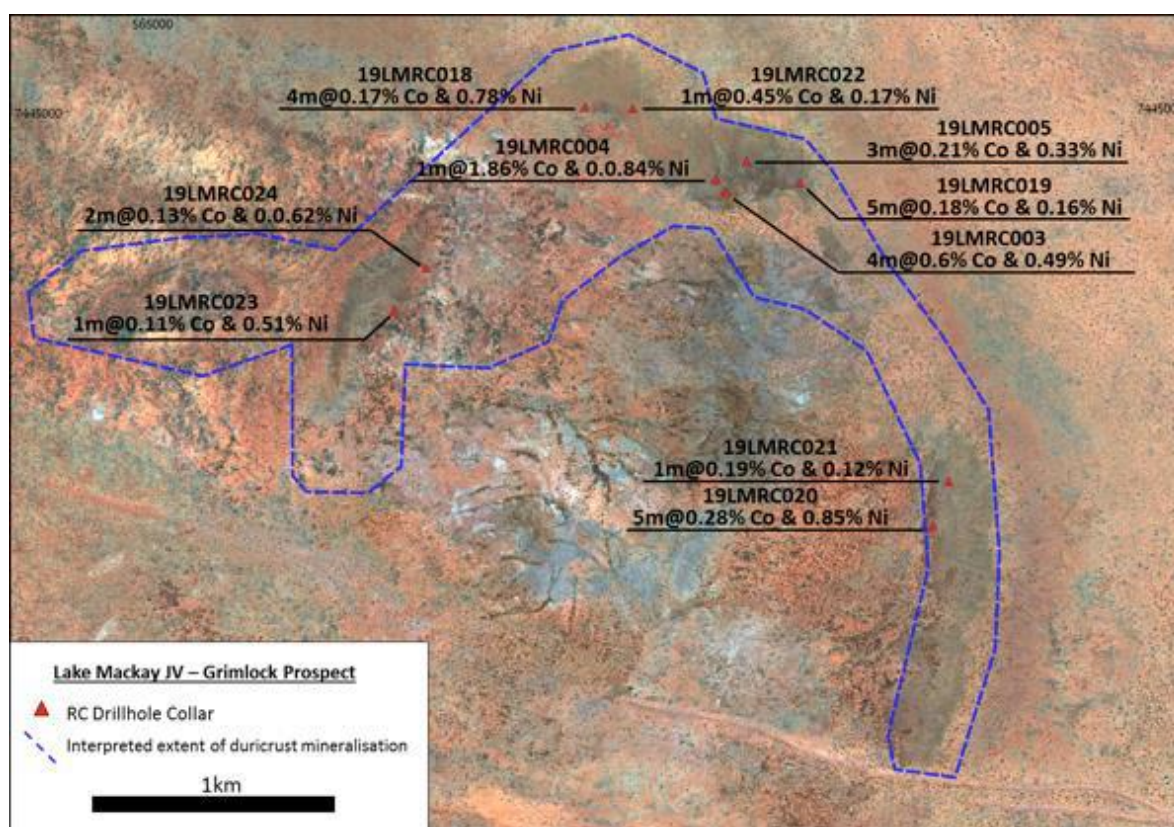 565000
7445000
7445000
19LMRC018
4m@0.17% Co & 0.78% Ni
19LMRC022
1m@0.45% Co & 0.17% Ni
19LMRC004
1m@1.86% Co & 0.0.84% Ni
19LMRC005
3m@0.21% Co & 0.33% Ni
19LMRC024
2m@0.13% Co & 0.0.62% Ni
19LMRC019
5m@0.18% Co & 0.16% Ni
19LMRC003
4m@0.6% Co & 0.49% Ni
19LMRC023
1m@0.11% Co & 0.51% Ni
19LMRC021
1m@0.19% Co & 0.12% Ni
19LMRC020
5m@0.28% Co & 0.85% Ni
Lake Mackay JV – Grimlock Prospect
RC Drillhole Collar
Interpreted extent of duricrust mineralisation
1km